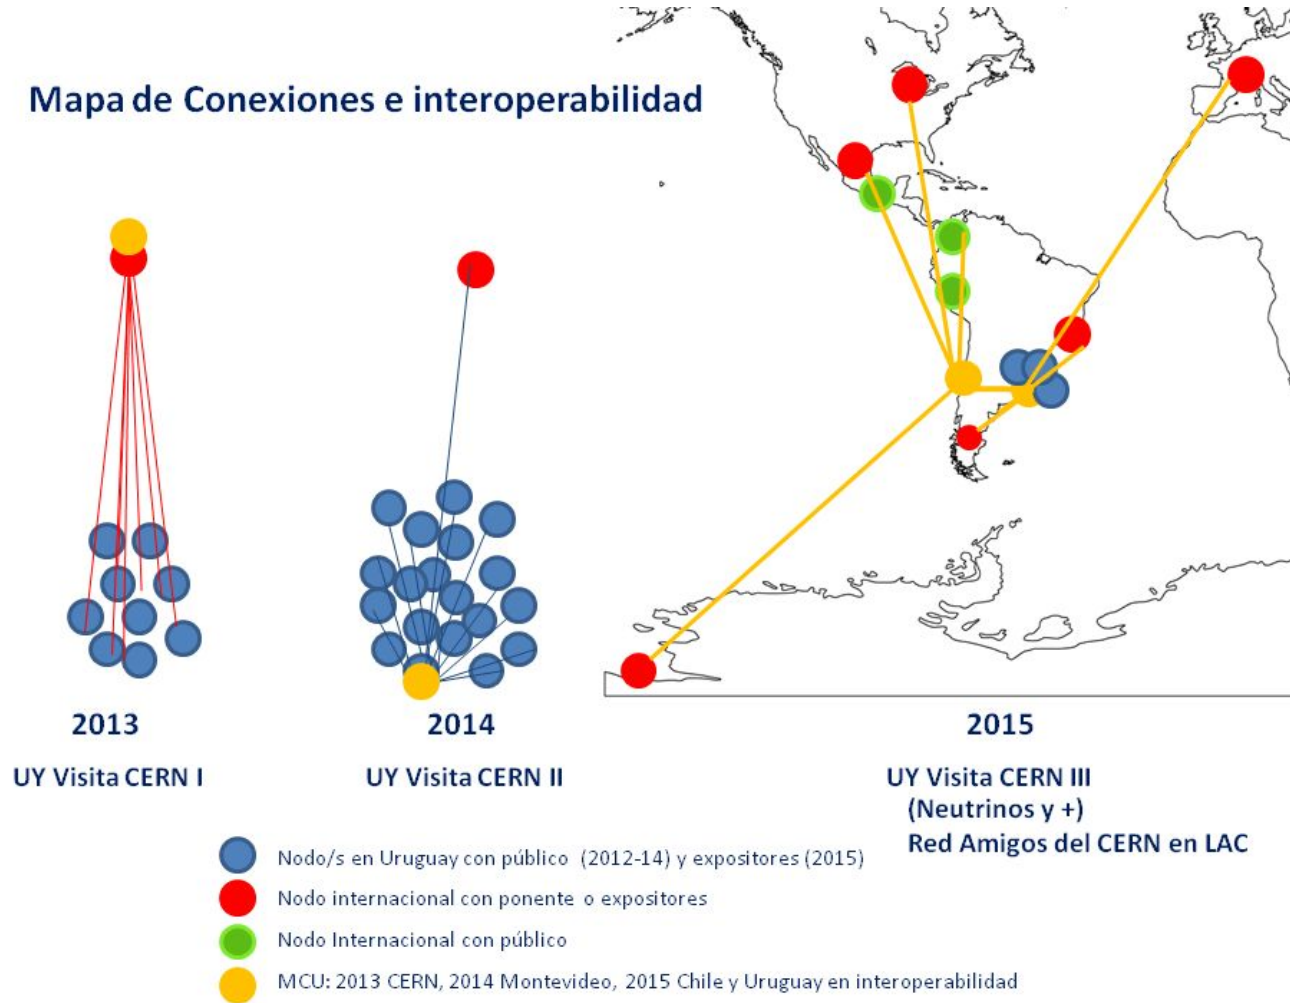 Mapa de Conexiones e interoperabilidad
2013
UY Visita CERN I
2014
UY Visita CERN II
2015
UY Visita CERN III
(Neutrinos y +)
Red Amigos del CERN en LAC
Nodo/s en Uruguay con público (2012-14) y expositores (2015)
Nodo internacional con ponente o expositores
Nodo Internacional con público
MCU: 2013 CERN, 2014 Montevideo, 2015 Chile y Uruguay en interoperabilidad